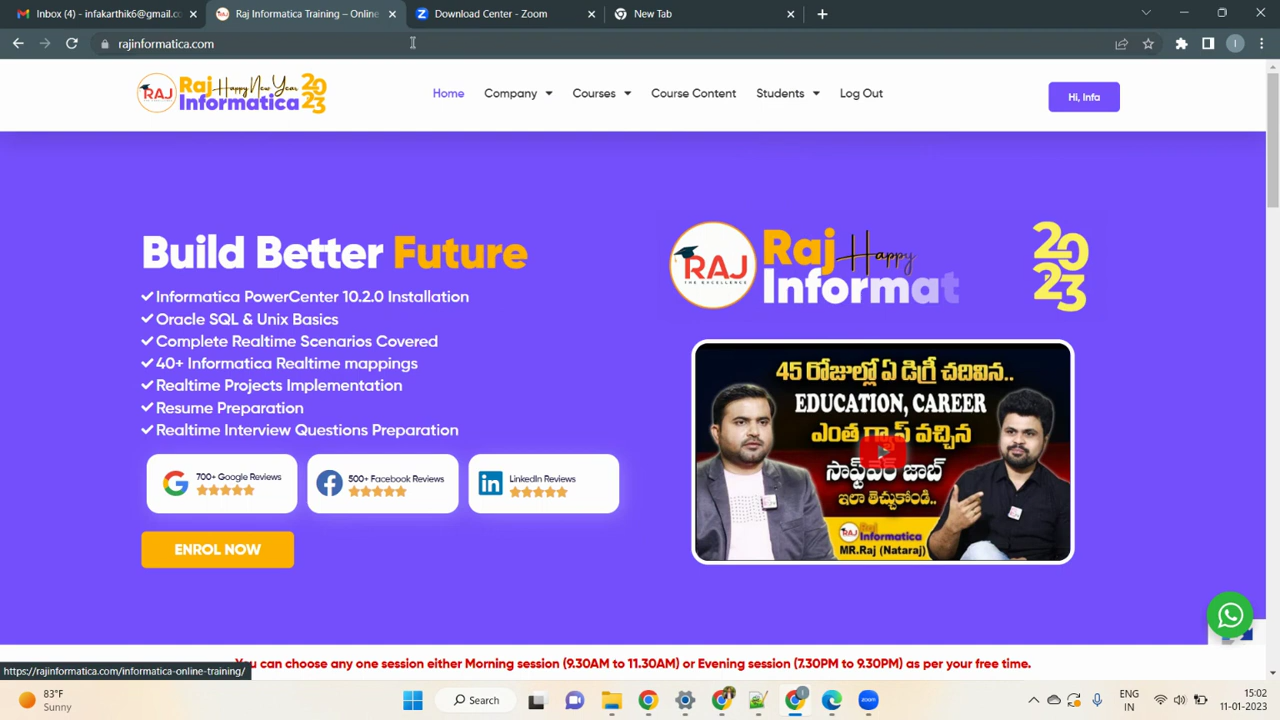 Inbox (4) - infakarthik6@gmail.co
Raj Informatica Training – Online
Download Center - Zoom
New Tab
rajinformatica.com
I
RAJ
Raj Happy New Year 2023
Informatica
Home
Company
Courses
Course Content
Students
Log Out
Hi, Infa
Build Better Future
Informatica PowerCenter 10.2.0 Installation
Oracle SQL & Unix Basics
Complete Realtime Scenarios Covered
40+ Informatica Realtime mappings
Realtime Projects Implementation
Resume Preparation
Realtime Interview Questions Preparation
700+ Google Reviews
500+ Facebook Reviews
LinkedIn Reviews
ENROL NOW
RAJ
THE EXCELLENCE
Raj Happy
Informat
2023
45 రోజుల్లో ఏ డిగ్రీ చదివిన..
EDUCATION, CAREER
ఎంత గ్యాప్ వచ్చిన
సాఫ్ట్‌వేర్ జాబ్
ఇలా తెచ్చుకోండి..
RAJ
Raj
Informatica
MR.Raj (Nataraj)
You can choose any one session either Morning session (9.30AM to 11.30AM) or Evening session (7.30PM to 9.30PM) as per your free time.
https://rajinformatica.com/informatica-online-training/
83°F
Sunny
Search
zoom
ENG
IN
15:02
11-01-2023